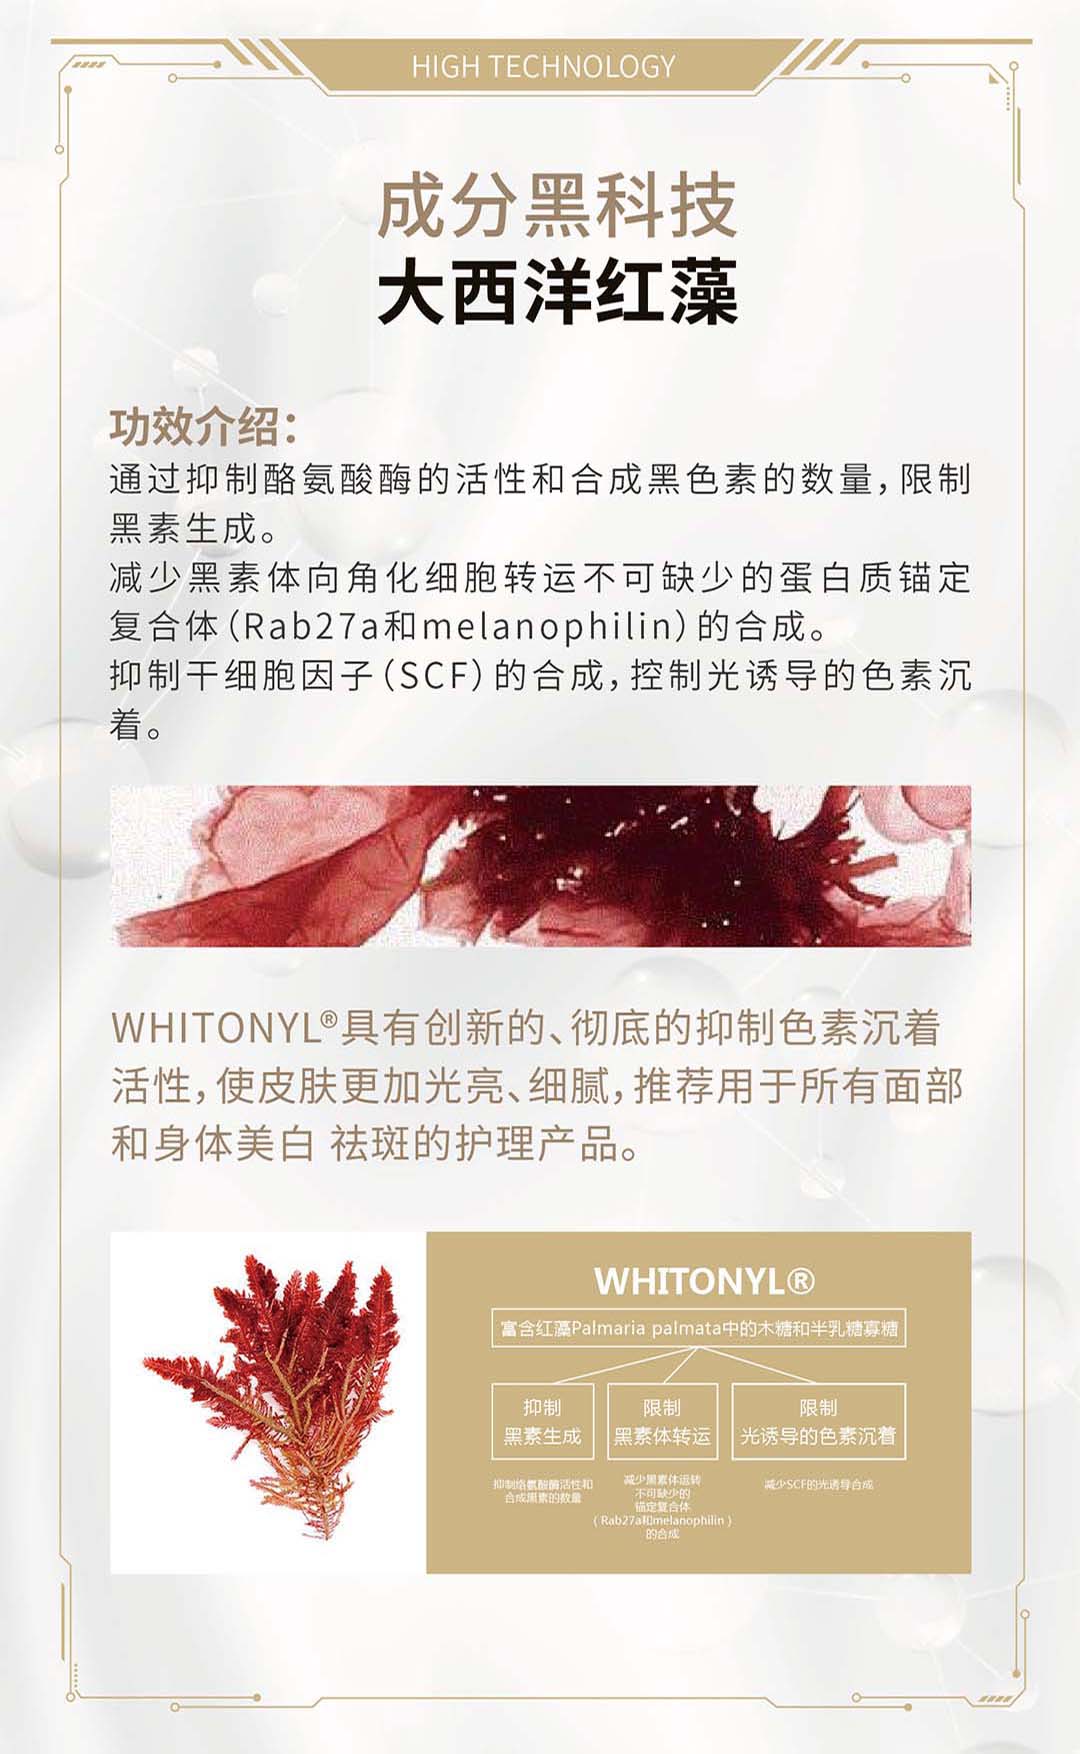 HIGH TECHNOLOGY
成分黑科技
大西洋红藻
功效介绍：
通过抑制酪氨酸酶的活性和合成黑色素的数量，限制
黑素生成。
减少黑素体向角化细胞转运不可缺少的蛋白质锚定
复合体（Rab27a和melanophilin）的合成。
抑制干细胞因子（SCF）的合成，控制光诱导的色素沉
着。
WHITONYL®具有创新的、彻底的抑制色素沉着
活性，使皮肤更加光亮、细腻，推荐用于所有面部
和身体美白 祛斑的护理产品。
WHITONYL®
富含红藻Palmaria palmata中的木糖和半乳糖寡糖
抑制
黑素生成
限制
黑素体转运
限制
光诱导的色素沉着
抑制络氨酸酶活性和
合成黑素的数量
减少黑素体运转
不可缺少的
锚定复合体
（Rab27a和melanophilin）
的合成
减少SCF的光诱导合成